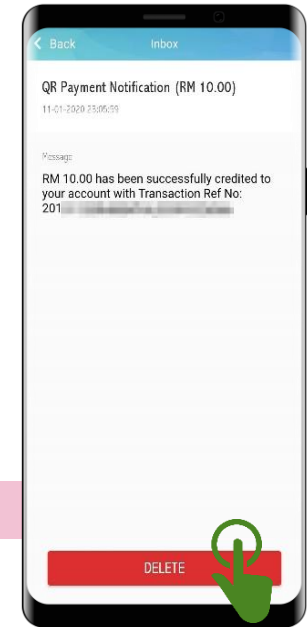 Back
Inbox
QR Payment Notification (RM 10.00)
11-01-2020 23:05:59
Message
RM 10.00 has been successfully credited to
your account with Transaction Ref No:
201
DELETE